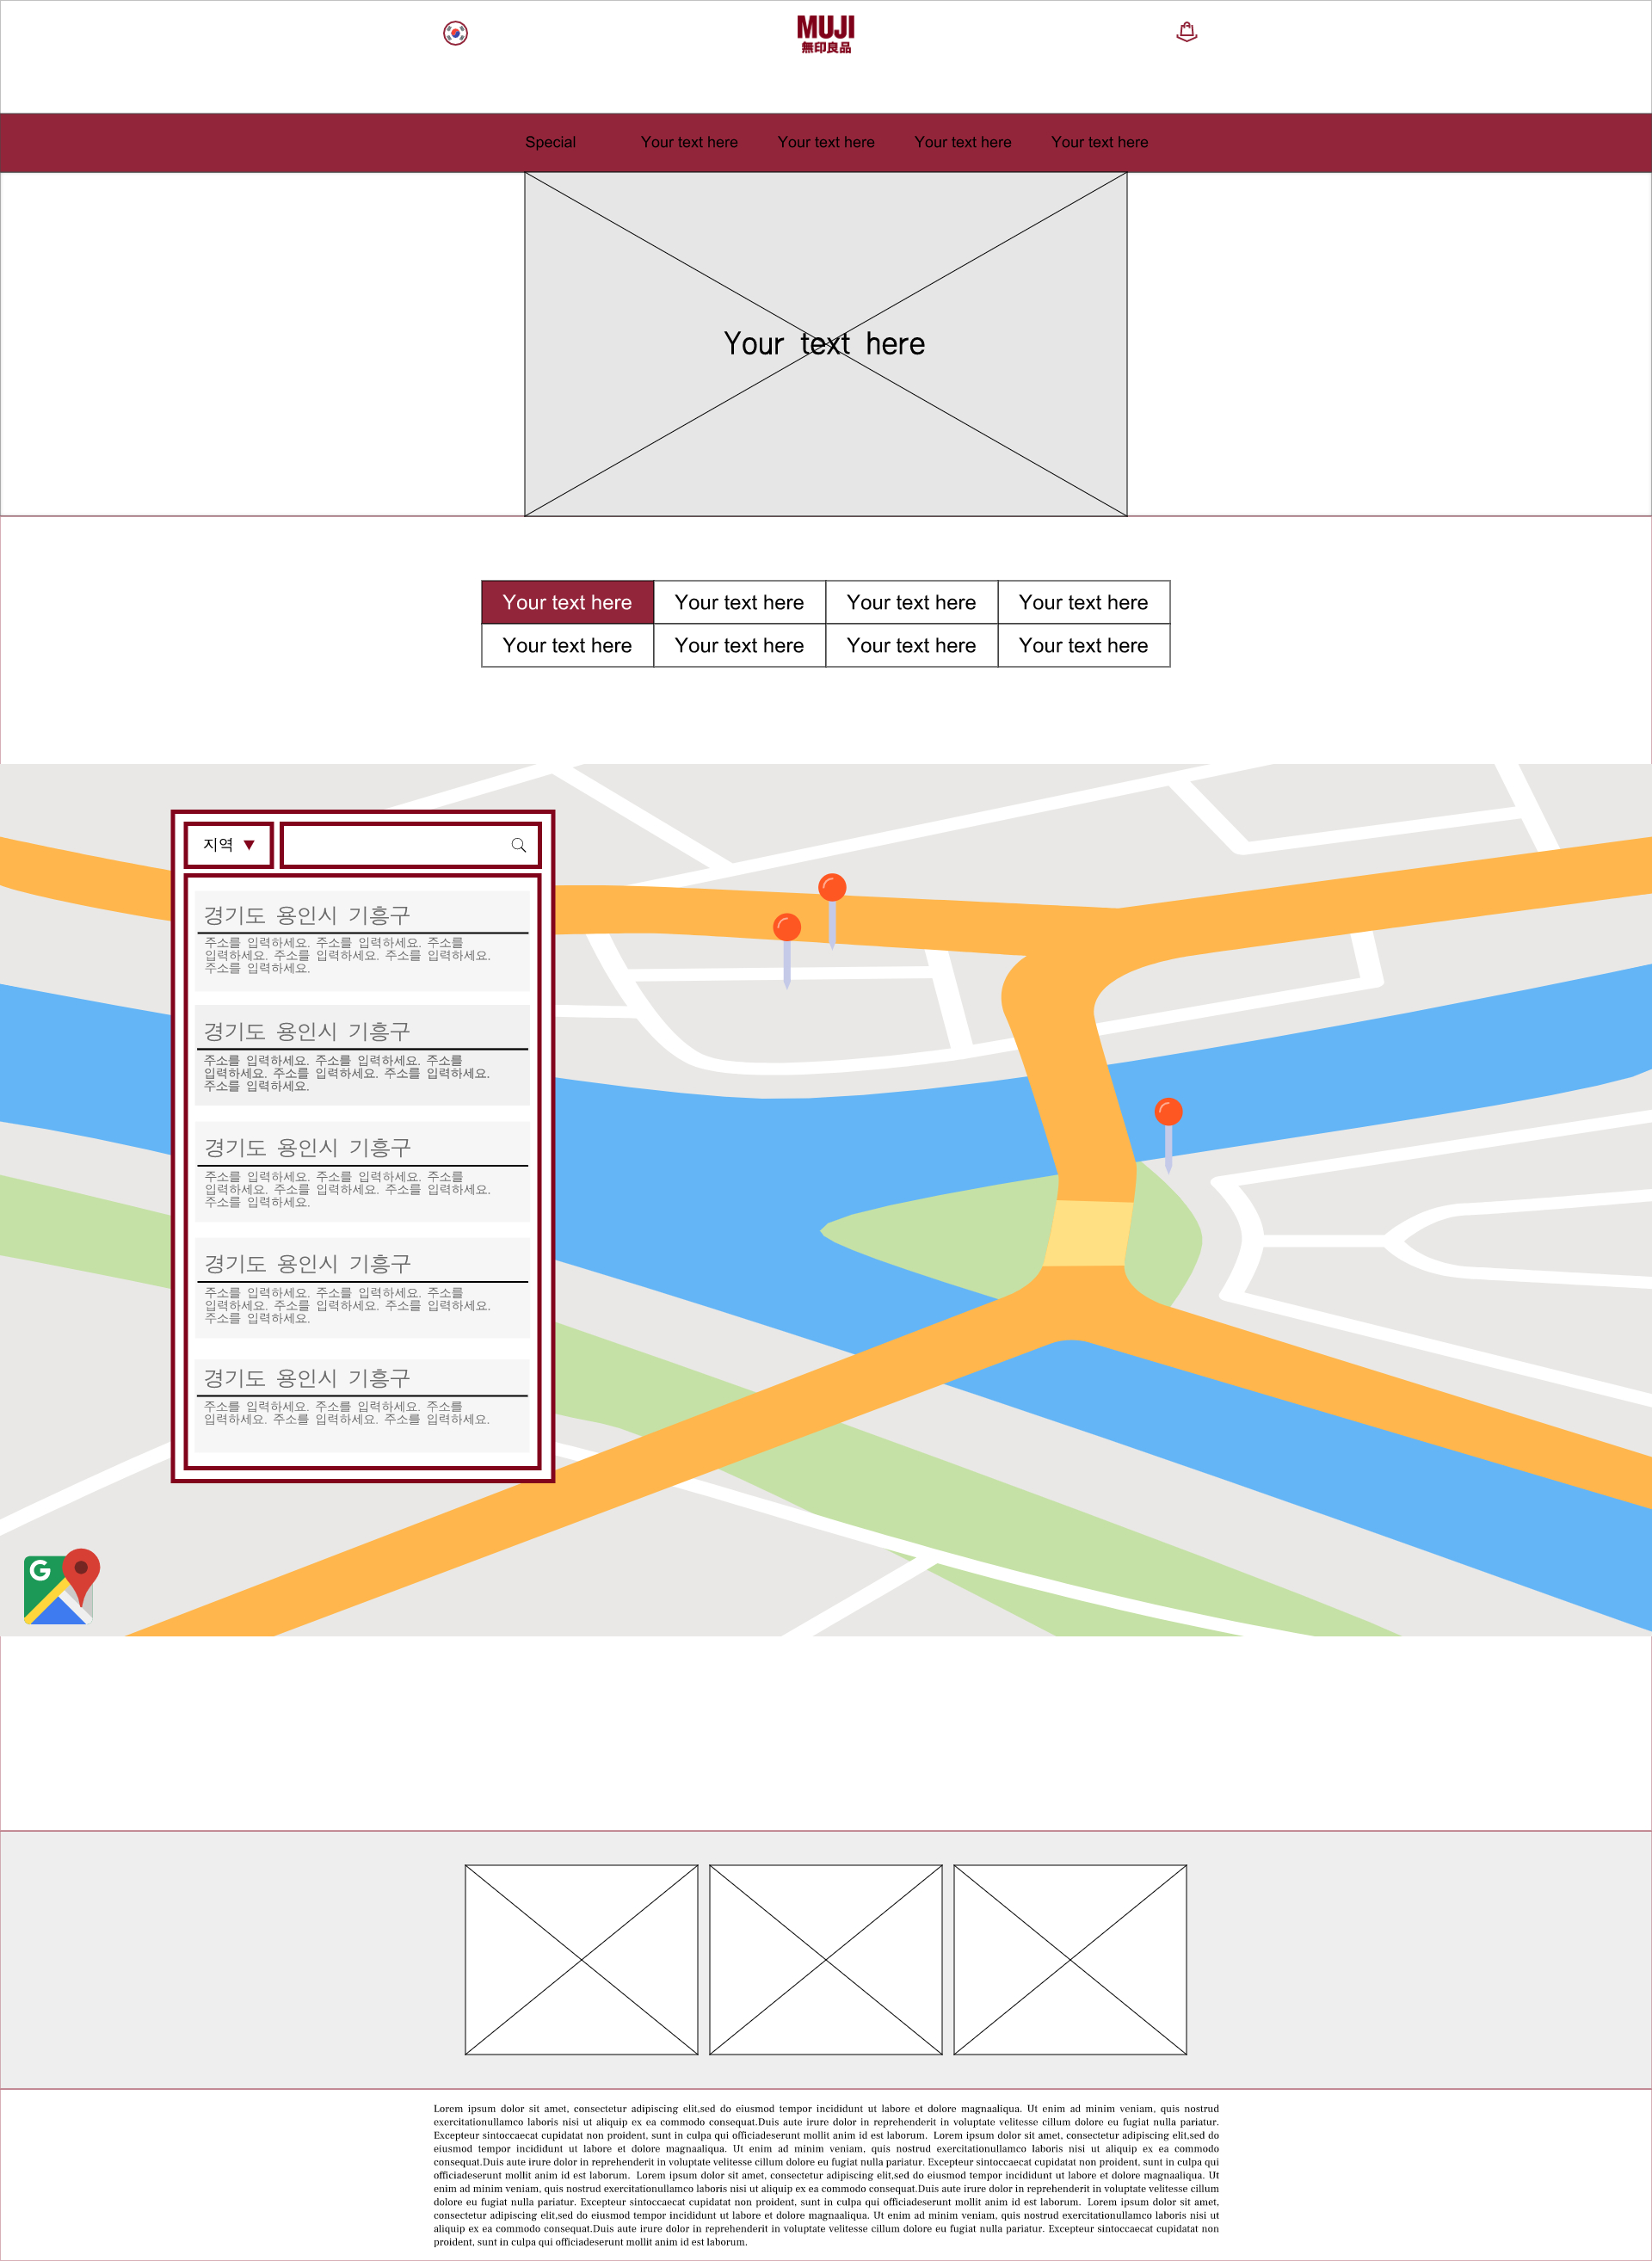 MUJI
無印良品
Special Your text here Your text here Your text here Your text here
Your text here
Your text here Your text here Your text here Your text here
Your text here Your text here Your text here Your text here
지역
경기도 용인시 기흥구
주소를 입력하세요. 주소를 입력하세요. 주소를
입력하세요. 주소를 입력하세요. 주소를 입력하세요.
주소를 입력하세요.
경기도 용인시 기흥구
주소를 입력하세요. 주소를 입력하세요. 주소를
입력하세요. 주소를 입력하세요. 주소를 입력하세요.
주소를 입력하세요.
경기도 용인시 기흥구
주소를 입력하세요. 주소를 입력하세요. 주소를
입력하세요. 주소를 입력하세요. 주소를 입력하세요.
주소를 입력하세요.
경기도 용인시 기흥구
주소를 입력하세요. 주소를 입력하세요. 주소를
입력하세요. 주소를 입력하세요. 주소를 입력하세요.
주소를 입력하세요.
경기도 용인시 기흥구
주소를 입력하세요. 주소를 입력하세요. 주소를
입력하세요. 주소를 입력하세요. 주소를 입력하세요.
G
Lorem ipsum dolor sit amet, consectetur adipiscing elit,sed do eiusmod tempor incididunt ut labore et dolore magnaaliqua. Ut enim ad minim veniam, quis nostrud
exercitationullamco laboris nisi ut aliquip ex ea commodo consequat.Duis aute irure dolor in reprehenderit in voluptate velitesse cillum dolore eu fugiat nulla pariatur.
Excepteur sintoccaecat cupidatat non proident, sunt in culpa qui officiadeserunt mollit anim id est laborum. Lorem ipsum dolor sit amet, consectetur adipiscing elit,sed do
eiusmod tempor incididunt ut labore et dolore magnaaliqua. Ut enim ad minim veniam, quis nostrud exercitationullamco laboris nisi ut aliquip ex ea commodo
consequat.Duis aute irure dolor in reprehenderit in voluptate velitesse cillum dolore eu fugiat nulla pariatur. Excepteur sintoccaecat cupidatat non proident, sunt in culpa qui
officiadeserunt mollit anim id est laborum. Lorem ipsum dolor sit amet, consectetur adipiscing elit,sed do eiusmod tempor incididunt ut labore et dolore magnaaliqua. Ut
enim ad minim veniam, quis nostrud exercitationullamco laboris nisi ut aliquip ex ea commodo consequat.Duis aute irure dolor in reprehenderit in voluptate velitesse cillum
dolore eu fugiat nulla pariatur. Excepteur sintoccaecat cupidatat non proident, sunt in culpa qui officiadeserunt mollit anim id est laborum. Lorem ipsum dolor sit amet,
consectetur adipiscing elit,sed do eiusmod tempor incididunt ut labore et dolore magnaaliqua. Ut enim ad minim veniam, quis nostrud exercitationullamco laboris nisi ut
aliquip ex ea commodo consequat.Duis aute irure dolor in reprehenderit in voluptate velitesse cillum dolore eu fugiat nulla pariatur. Excepteur sintoccaecat cupidatat non
proident, sunt in culpa qui officiadeserunt mollit anim id est laborum.